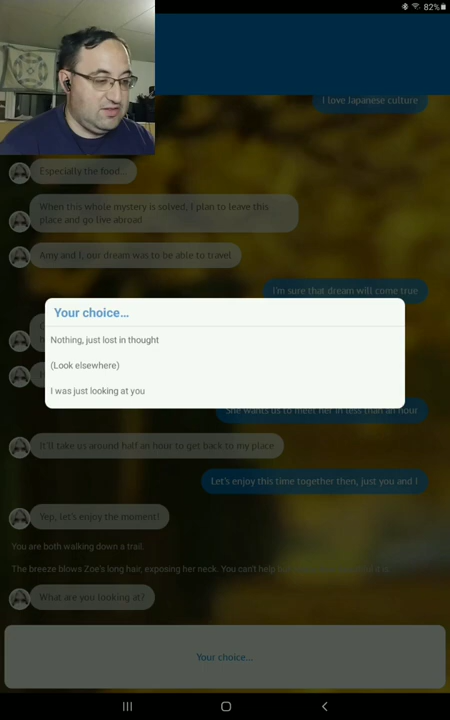 82%
I love Japanese culture
Especially the food...
When this whole mystery is solved, I plan to leave this
place and go live abroad
Amy and I, our dream was to be able to travel
I'm sure that dream will come true
Your choice...
Nothing, just lost in thought
(Look elsewhere)
I was just looking at you
She wants us to meet her in less than an hour
It'll take us around half an hour to get back to my place
Let's enjoy this time together then, just you and I
Yep, let's enjoy the moment!
You are both walking down a trail.
The breeze blows Zoe's long hair, exposing her neck. You can't help
What are you looking at?
Your choice...